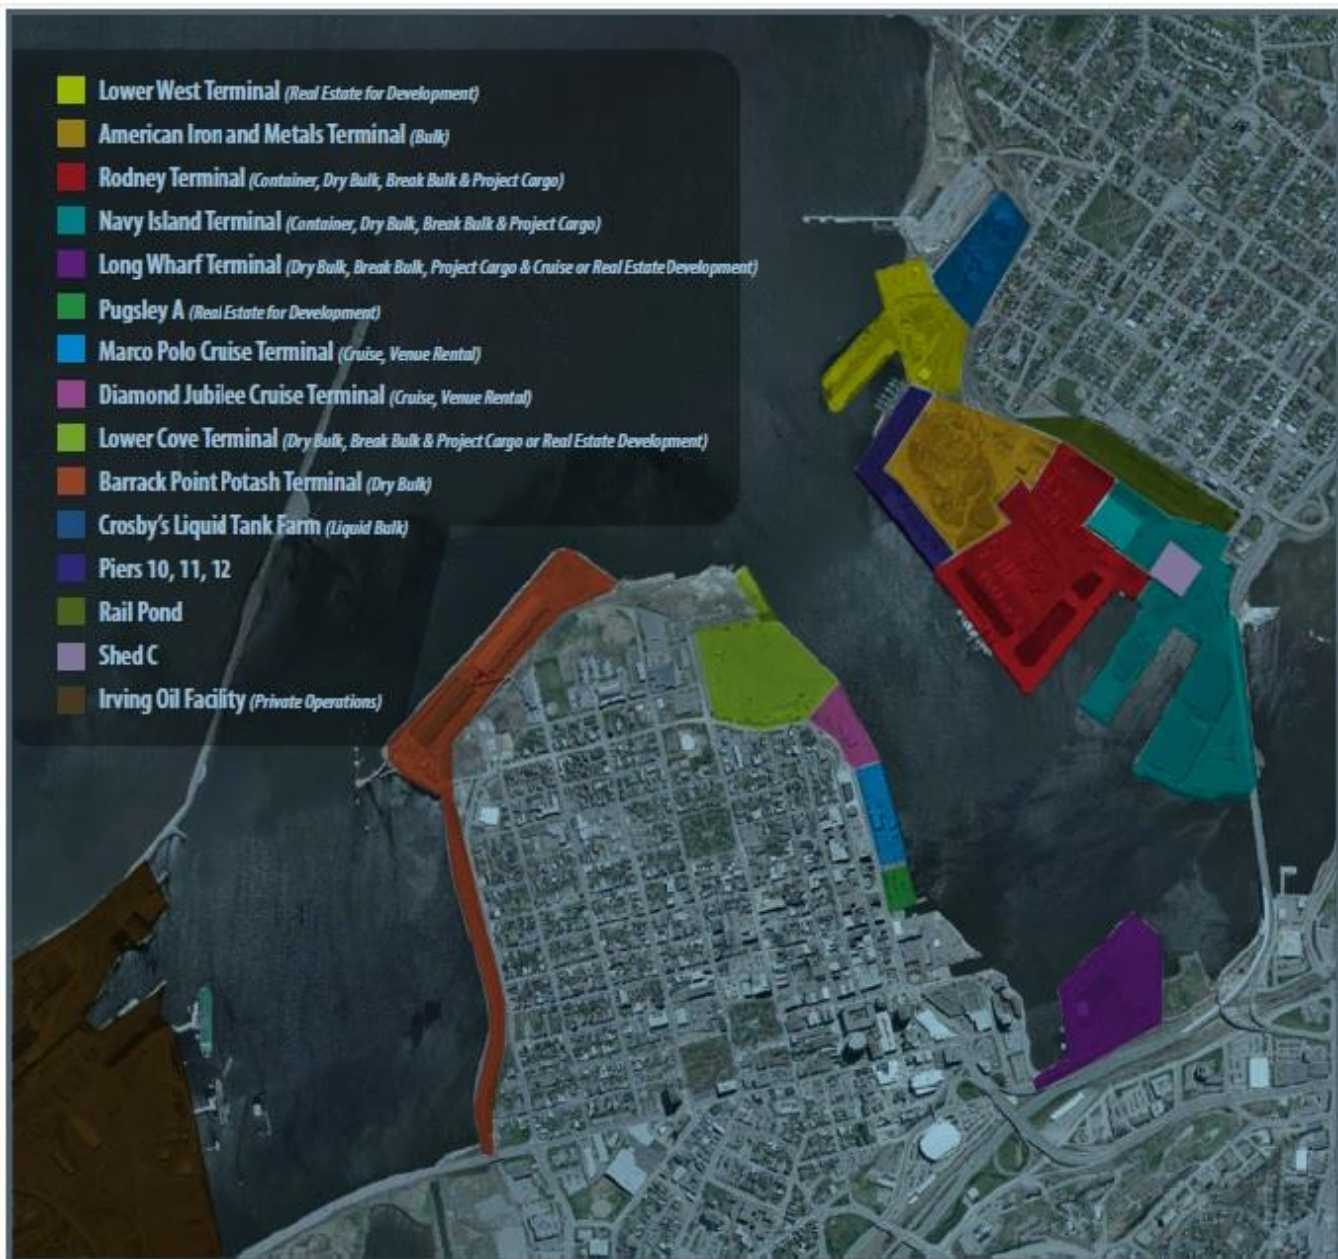 Lower West Terminal (Real Estate for Development)
American Iron and Metals Terminal (Bulk)
Rodney Terminal (Container, Dry Bulk, Break Bulk & Project Cargo)
Navy Island Terminal (Container, Dry Bulk, Break Bulk & Project Cargo)
Long Wharf Terminal (Dry Bulk, Break Bulk, Project Cargo & Cruise or Real Estate Development)
Pugsley A (Real Estate for Development)
Marco Polo Cruise Terminal (Cruise, Venue Rental)
Diamond Jubilee Cruise Terminal (Cruise, Venue Rental)
Lower Cove Terminal (Dry Bulk, Break Bulk & Project Cargo or Real Estate Development)
Barrack Point Potash Terminal (Dry Bulk)
Crosby's Liquid Tank Farm (Liquid Bulk)
Piers 10, 11, 12
Rail Pond
Shed C
Irving Oil Facility (Private Operations)